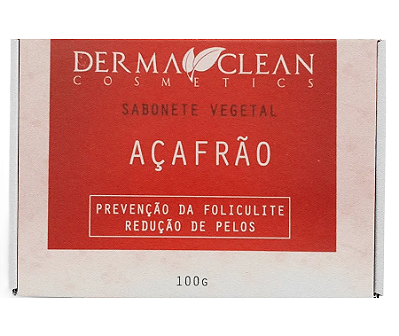 DERMA CLEAN
COSMETICS
SABONETE VEGETAL
AÇAFRÃO
PREVENÇÃO DA FOLICULITE
REDUÇÃO DE PELOS
100G